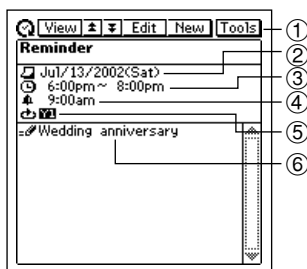 View Edit New Tools ①
Reminder ②
Jul/13/2002(Sat) ③
6:00pm~ 8:00pm ④
9:00am
Y1 ⑤
Wedding anniversary ⑥